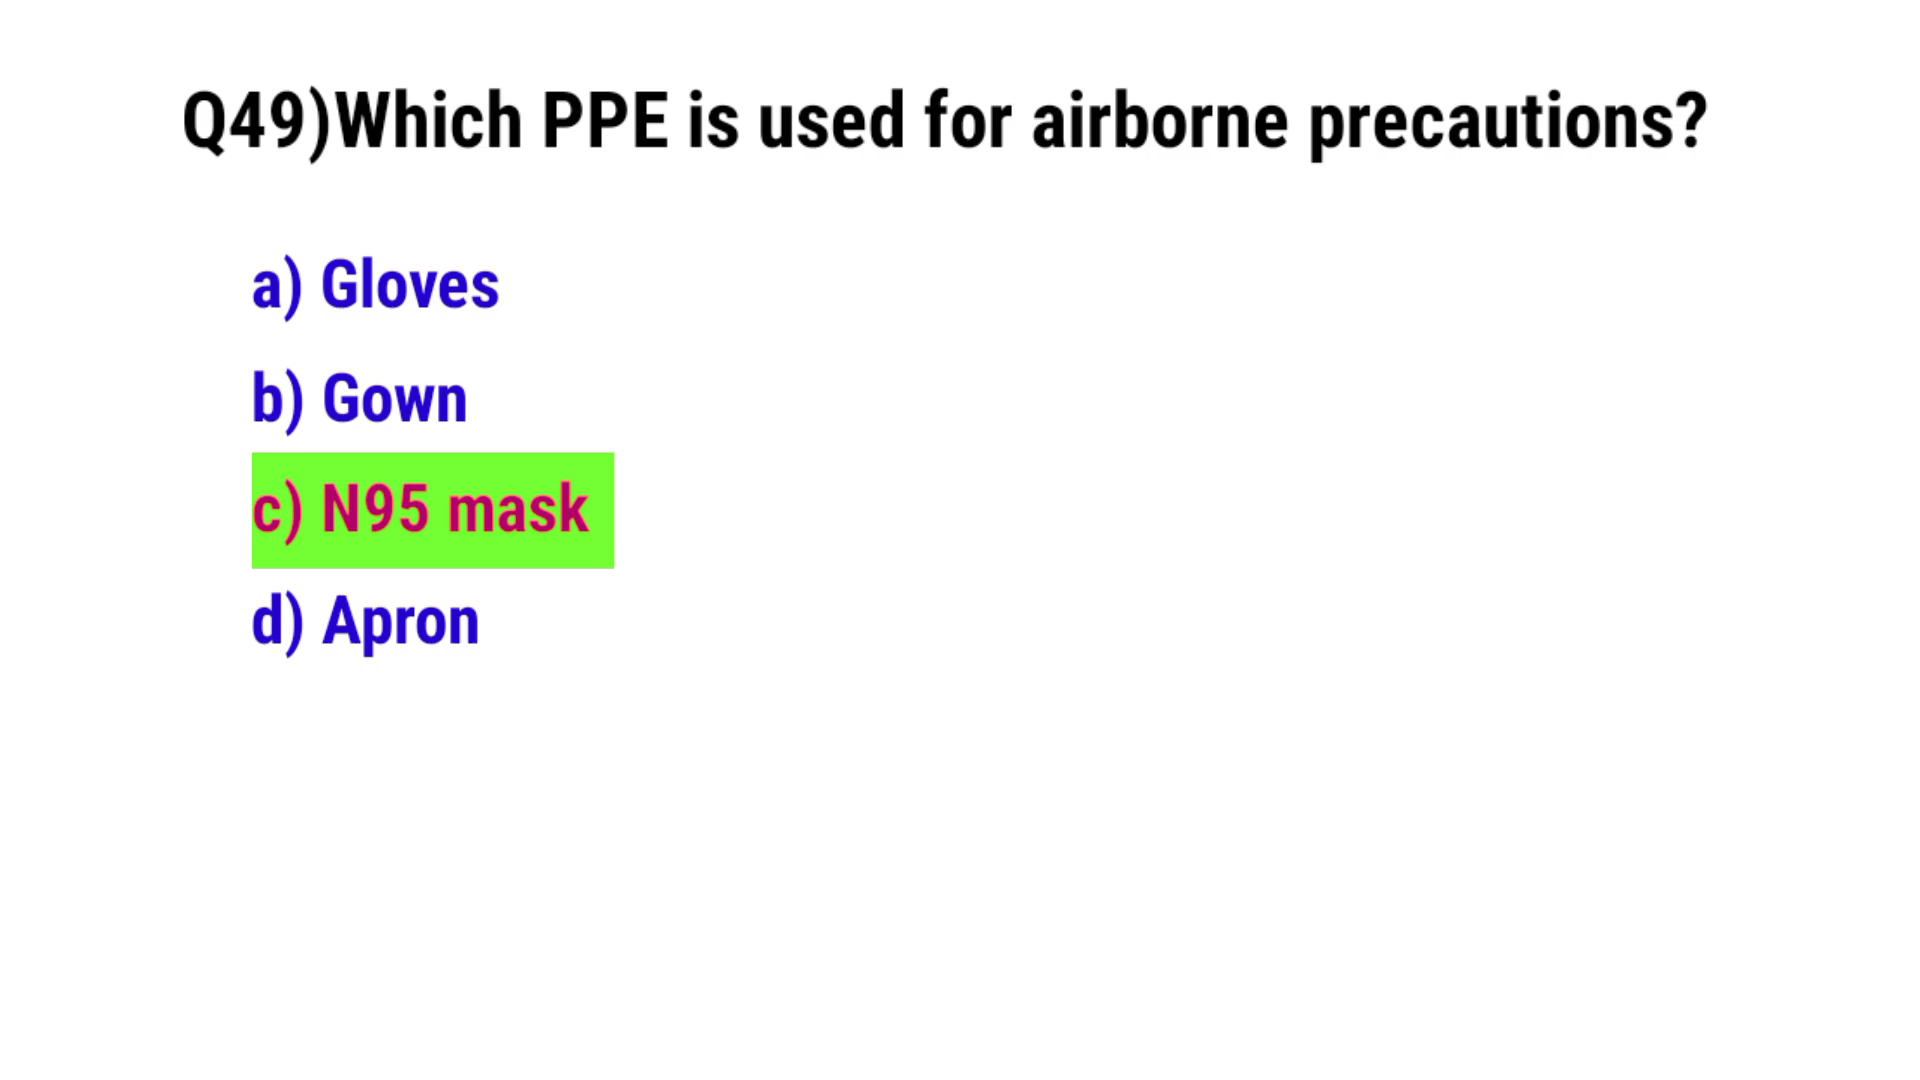 Q49)Which PPE is used for airborne precautions?
a) Gloves
b) Gown
c) N95 mask
d) Apron